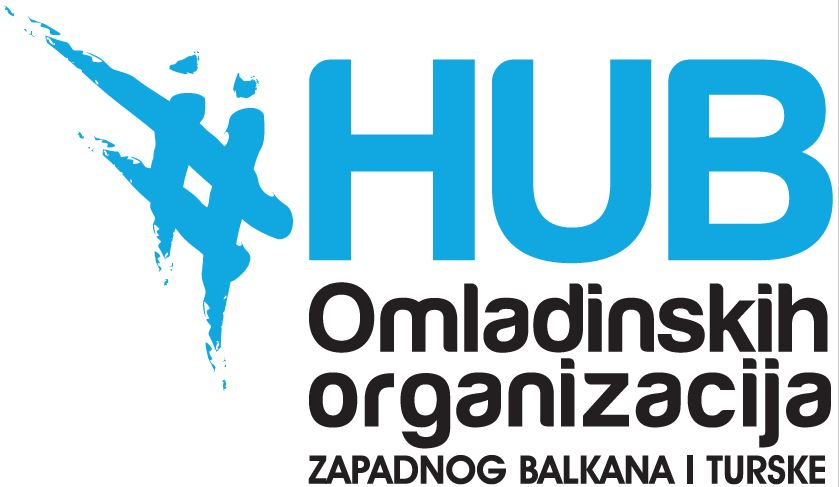 HUB
Omladinskih
organizacija
ZAPADNOG BALKANA I TURSKE